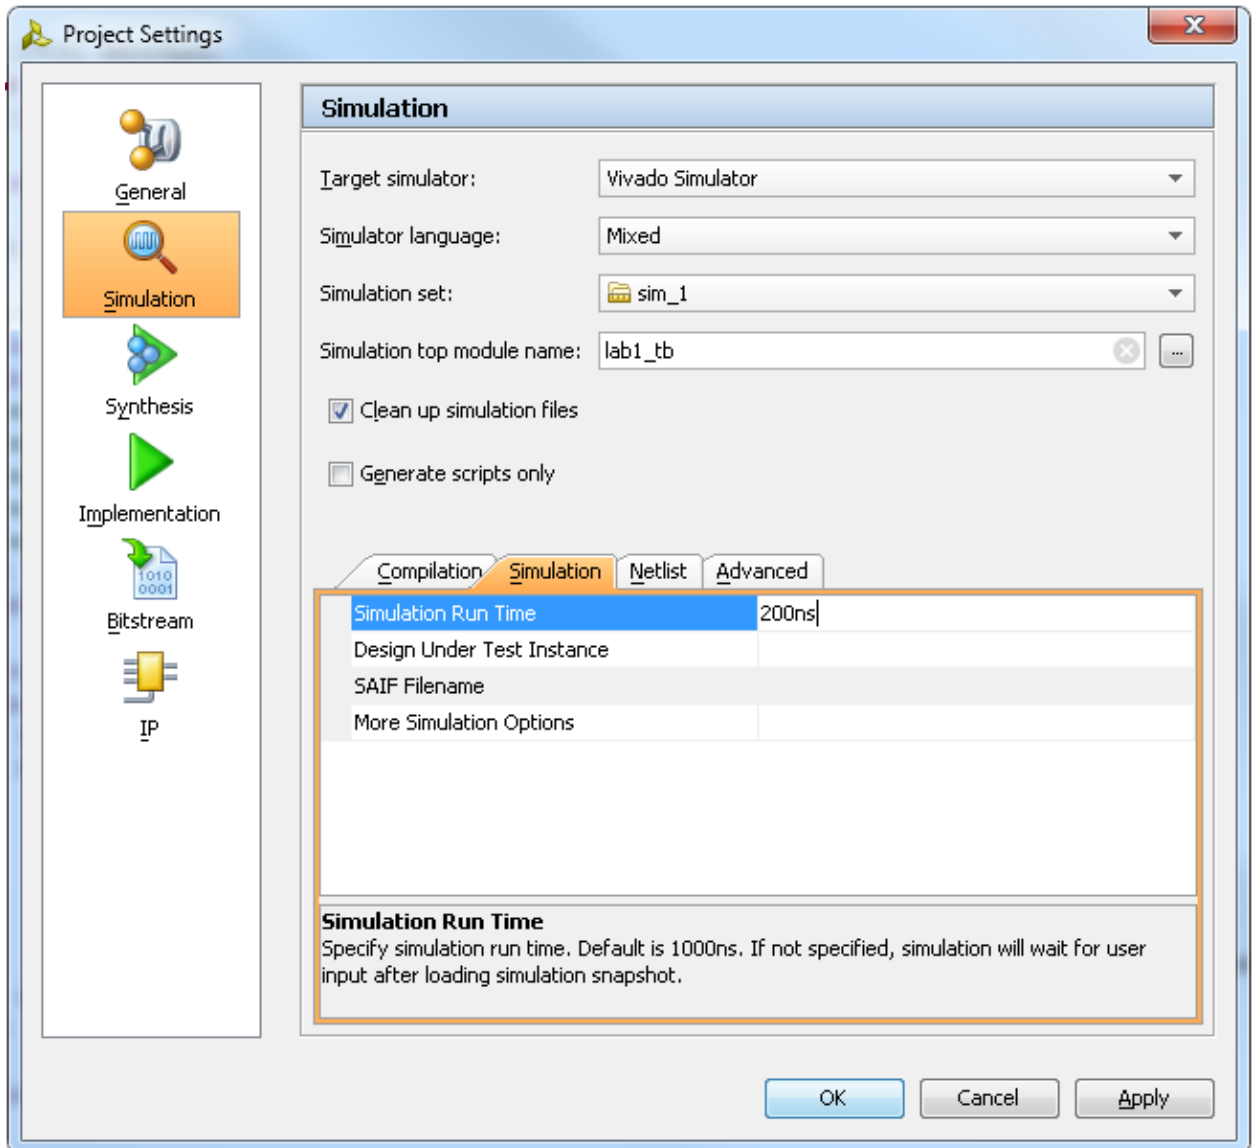 Project Settings
General
Simulation
Synthesis
Implementation
1010
0001
Bitstream
IP
Simulation
Target simulator:
Vivado Simulator
Simulator language:
Mixed
Simulation set:
sim_1
Simulation top module name:
lab1_tb
...
Clean up simulation files
Generate scripts only
Compilation Simulation Netlist Advanced
Simulation Run Time 200ns
Design Under Test Instance
SAIF Filename
More Simulation Options
Simulation Run Time
Specify simulation run time. Default is 1000ns. If not specified, simulation will wait for user
input after loading simulation snapshot.
OK Cancel Apply